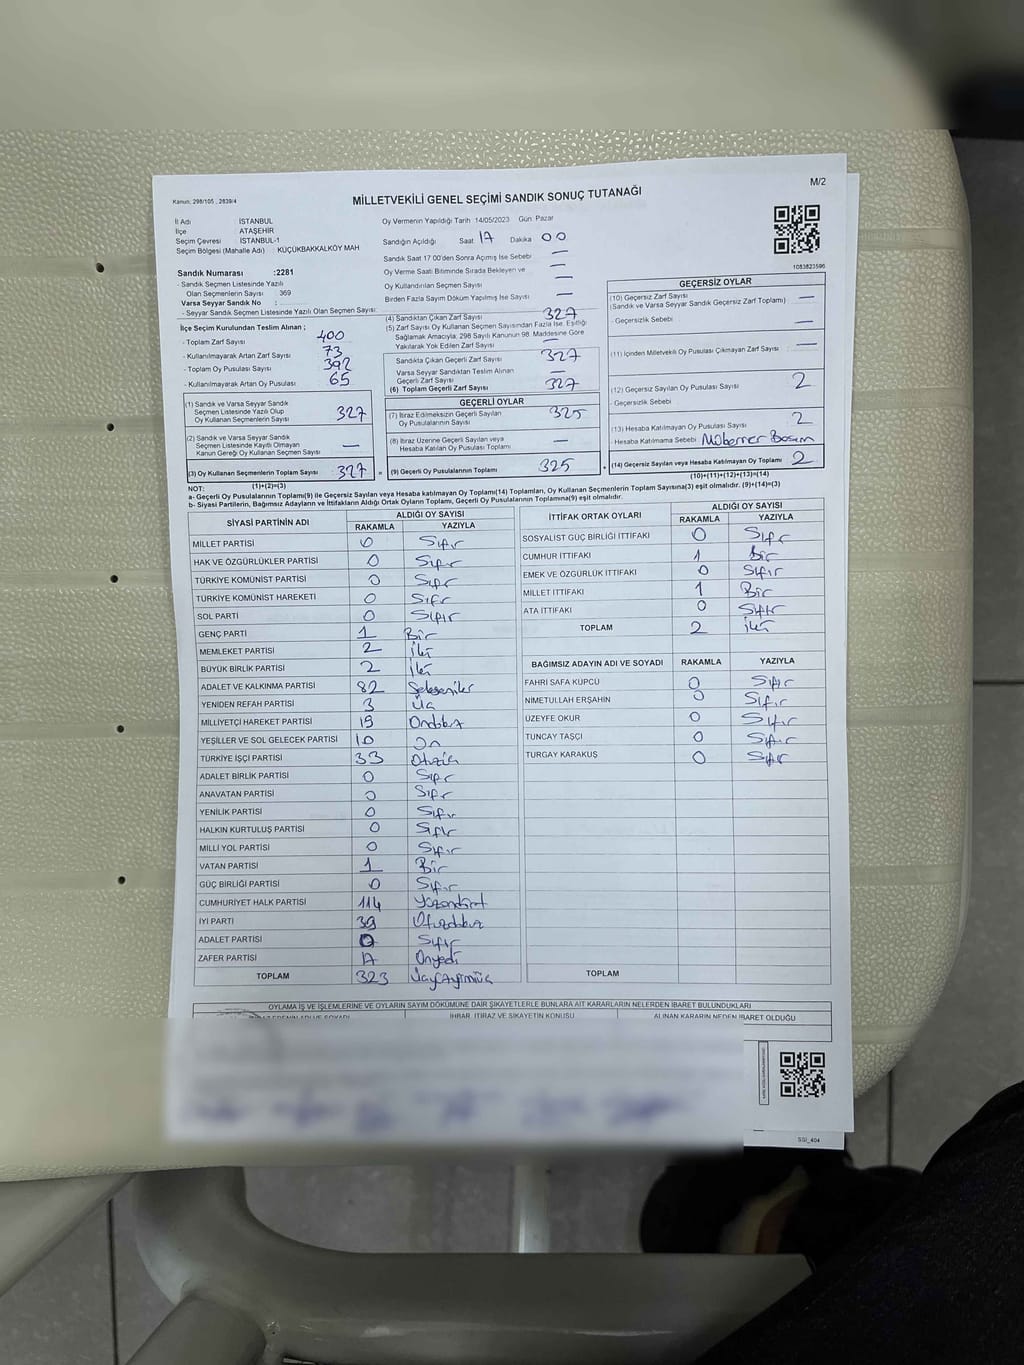 M/2
Kanun: 298/105 , 2839/4
MİLLETVEKİLİ GENEL SEÇİMİ SANDIK SONUÇ TUTANAĞI
İl Adı İSTANBUL
İlçe ATAŞEHİR
Seçim Çevresi İSTANBUL-1
Seçim Bölgesi (Mahalle Adı) : KÜÇÜKBAKKALKÖY MAH
Sandık Numarası :2281
- Sandık Seçmen Listesinde Yazılı
Olan Seçmenlerin Sayısı : 369
Varsa Seyyar Sandık No :
- Seyyar Sandık Seçmen Listesinde Yazılı Olan Seçmen Sayısı:
Oy Vermenin Yapıldığı Tarih :14/05/2023 Gün Pazar
Sandığın Açıldığı Saat 17 Dakika 00
Sandık Saat 17:00'den Sonra Açmış İse Sebebi —
Oy Verme Saati Bitiminde Sırada Bekleyen ve —
Oy Kullandırılan Seçmen Sayısı —
Birden Fazla Sayım Döküm Yapılmış İse Sayısı —
1083823596
İlçe Seçim Kurulundan Teslim Alınan ;
- Toplam Zarf Sayısı 400
- Kullanılmayarak Artan Zarf Sayısı 73
- Toplam Oy Pusulası Sayısı 392
- Kullanılmayarak Artan Oy Pusulası 65
(1) Sandık ve Varsa Seyyar Sandık
Seçmen Listesinde Yazılı Olup
Oy Kullanan Seçmenlerin Sayısı 327
(2) Sandık ve Varsa Seyyar Sandık
Seçmen Listesinde Kayıtlı Olmayan
Kanun Gereği Oy Kullanan Seçmen Sayısı —
(3) Oy Kullanan Seçmenlerin Toplam Sayısı 327 =
(1)+(2)=(3)
(4) Sandıktan Çıkan Zarf Sayısı 327
(5) Zarf Sayısı Oy Kullanan Seçmen Sayısından Fazla İse, Eşitliği
Sağlamak Amacıyla; 298 Sayılı Kanunun 98. Maddesine Göre
Yakılarak Yok Edilen Zarf Sayısı —
Sandıkta Çıkan Geçerli Zarf Sayısı 327
Varsa Seyyar Sandıktan Teslim Alınan
Geçerli Zarf Sayısı —
(6) Toplam Geçerli Zarf Sayısı 327
GEÇERLİ OYLAR
(7) İtiraz Edilmeksizin Geçerli Sayılan
Oy Pusulalarının Sayısı 325
(8) İtiraz Üzerine Geçerli Sayılan veya
Hesaba Katılan Oy Pusulası Toplamı —
(9) Geçerli Oy Pusulalarının Toplamı 325 +
GEÇERSİZ OYLAR
(10) Geçersiz Zarf Sayısı
(Sandık ve Varsa Seyyar Sandık Geçersiz Zarf Toplamı) —
- Geçersizlik Sebebi —
(11) İçinden Milletvekili Oy Pusulası Çıkmayan Zarf Sayısı —
(12) Geçersiz Sayılan Oy Pusulası Sayısı 2
- Geçersizlik Sebebi
(13) Hesaba Katılmayan Oy Pusulası Sayısı 2
- Hesaba Katılmama Sebebi
(14) Geçersiz Sayılan veya Hesaba Katılmayan Oy Toplamı 2
(10)+(11)+(12)+(13)=(14)
NOT:
a- Geçerli Oy Pusulalarının Toplamı(9) ile Geçersiz Sayılan veya Hesaba katılmayan Oy Toplamı(14) Toplamları, Oy Kullanan Seçmenlerin Toplam Sayısına(3) eşit olmalıdır. (9)+(14)=(3)
b- Siyasi Partilerin, Bağımsız Adayların ve İttifakların Aldığı Ortak Oyların Toplamı, Geçerli Oy Pusulalarının Toplamına(9) eşit olmalıdır.
SİYASİ PARTİNİN ADI ALDIĞI OY SAYISI
RAKAMLA YAZIYLA
MİLLET PARTİSİ 0 Sıfır
HAK VE ÖZGÜRLÜKLER PARTİSİ 0 Sıfır
TÜRKİYE KOMÜNİST PARTİSİ 0 Sıfır
TÜRKİYE KOMÜNİST HAREKETİ 0 Sıfır
SOL PARTİ 0 Sıfır
GENÇ PARTİ 1 Bir
MEMLEKET PARTİSİ 2 İki
BÜYÜK BİRLİK PARTİSİ 2 İki
ADALET VE KALKINMA PARTİSİ 82 Seksenİki
YENİDEN REFAH PARTİSİ 3 Üç
MİLLİYETÇİ HAREKET PARTİSİ 19 Ondokuz
YEŞİLLER VE SOL GELECEK PARTİSİ 10 On
TÜRKİYE İŞÇİ PARTİSİ 33 Otuzüç
ADALET BİRLİK PARTİSİ 0 Sıfır
ANAVATAN PARTİSİ 0 Sıfır
YENİLİK PARTİSİ 0 Sıfır
HALKIN KURTULUŞ PARTİSİ 0 Sıfır
MİLLİ YOL PARTİSİ 0 Sıfır
VATAN PARTİSİ 1 Bir
GÜÇ BİRLİĞİ PARTİSİ 0 Sıfır
CUMHURİYET HALK PARTİSİ 114 Yüzondört
İYİ PARTİ 39 Otuzdokuz
ADALET PARTİSİ 0 Sıfır
ZAFER PARTİSİ 17 Onyedi
TOPLAM 323 Üçyüzyirmiüç
İTTİFAK ORTAK OYLARI ALDIĞI OY SAYISI
RAKAMLA YAZIYLA
SOSYALİST GÜÇ BİRLİĞİ İTTİFAKI 0 Sıfır
CUMHUR İTTİFAKI 1 Bir
EMEK VE ÖZGÜRLÜK İTTİFAKI 0 Sıfır
MİLLET İTTİFAKI 1 Bir
ATA İTTİFAKI 0 Sıfır
TOPLAM 2 İki
BAĞIMSIZ ADAYIN ADI VE SOYADI RAKAMLA YAZIYLA
FAHRİ SAFA KÜPCÜ 0 Sıfır
NİMETULLAH ERŞAHİN 0 Sıfır
ÜZEYFE OKUR 0 Sıfır
TUNCAY TAŞÇI 0 Sıfır
TURGAY KARAKUŞ 0 Sıfır
TOPLAM
OYLAMA İŞ VE İŞLEMLERİNE VE OYLARIN SAYIM DÖKÜMÜNE DAİR ŞİKAYETLERLE BUNLARA AİT KARARLARIN NELERDEN İBARET BULUNDUKLARI
İHBAR, İTİRAZ VE ŞİKAYETİN KONUSU ALINAN KARARIN NEDEN İBARET OLDUĞU
SSI_404